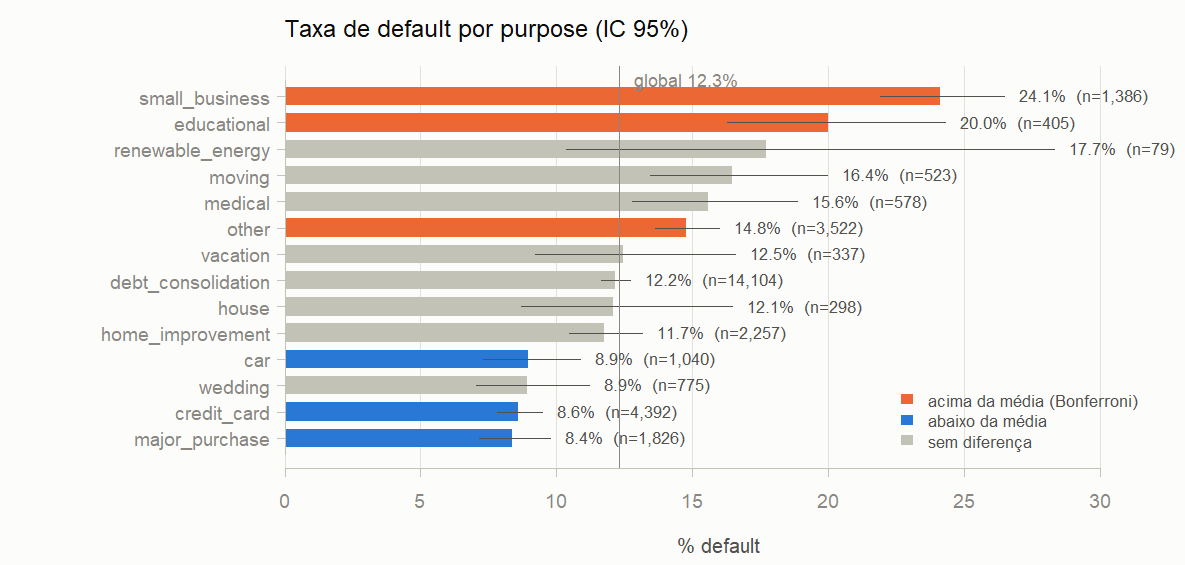 Taxa de default por purpose (IC 95%)
global 12.3%
small_business 24.1% (n=1,386)
educational 20.0% (n=405)
renewable_energy 17.7% (n=79)
moving 16.4% (n=523)
medical 15.6% (n=578)
other 14.8% (n=3,522)
vacation 12.5% (n=337)
debt_consolidation 12.2% (n=14,104)
house 12.1% (n=298)
home_improvement 11.7% (n=2,257)
car 8.9% (n=1,040)
wedding 8.9% (n=775)
credit_card 8.6% (n=4,392)
major_purchase 8.4% (n=1,826)
acima da média (Bonferroni)
abaixo da média
sem diferença
0 5 10 15 20 25 30
% default